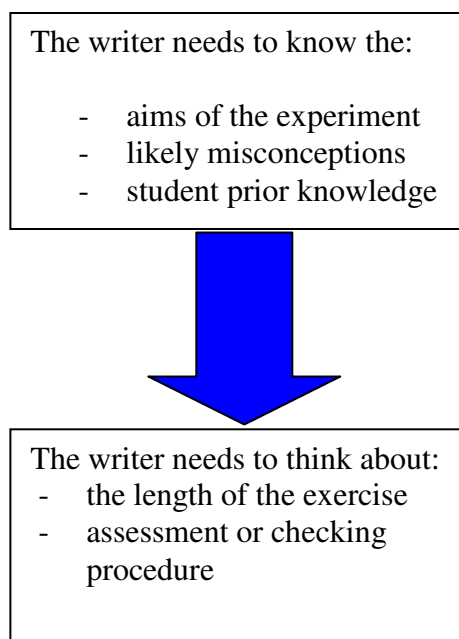 The writer needs to know the:
- aims of the experiment
- likely misconceptions
- student prior knowledge
The writer needs to think about:
- the length of the exercise
- assessment or checking
procedure